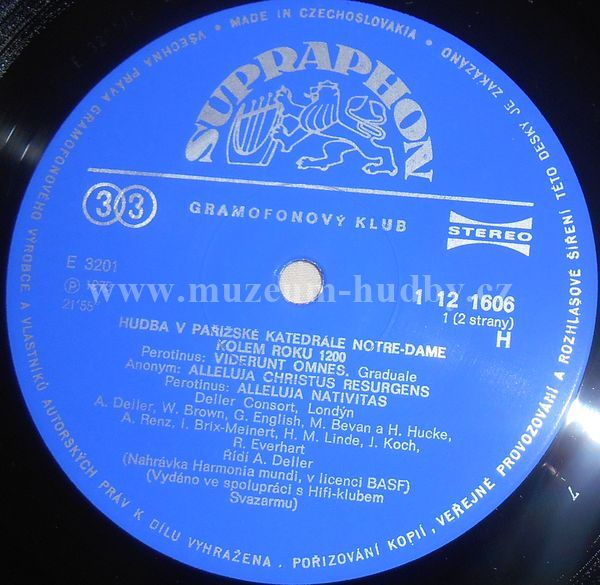 MADE IN CZECHOSLOVAKIA • VŠECHNA PRÁVA GRAMOFONOVÉHO VÝROBCE A VLASTNÍKŮ AUTORSKÝCH PRÁV K DÍLU VYHRAŽENA. POŘIZOVÁNÍ KOPIÍ, VEŘEJNÉ PROVOZOVÁNÍ A ROZHLASOVÉ ŠÍŘENÍ TÉTO DESKY JE ZAKÁZÁNO •
SUPRAPHON
33
GRAMOFONOVÝ KLUB
STEREO
E 3201
℗
21'55
www.muzeum-hudby.cz
1 12 1606
1 (2 strany)
H
HUDBA V PAŘÍŽSKÉ KATEDRÁLE NOTRE-DAME
KOLEM ROKU 1200
Perotinus: VIDERUNT OMNES. Graduale
Anonym: ALLELUJA CHRISTUS RESURGENS
Perotinus: ALLELUJA NATIVITAS
Deller Consort, Londýn
A. Deller, W. Brown, G. English, M. Bevan a H. Hucke,
A. Renz, I. Brix-Meinert, H. M. Linde, J. Koch,
R. Everhart
Řídí A. Deller
(Nahrávka Harmonia mundi, v licenci BASF)
(Vydáno ve spolupráci s Hifi-klubem
Svazarmu)
7